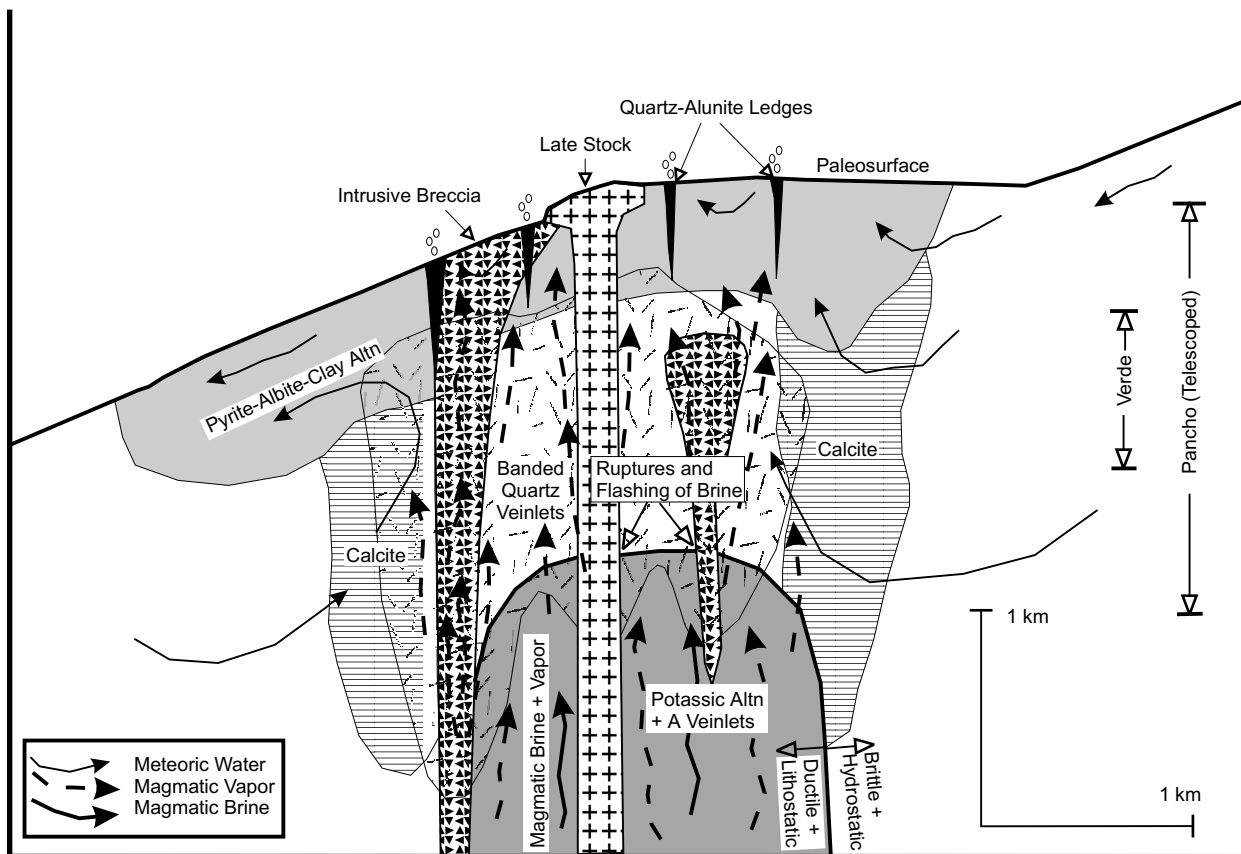 Quartz-Alunite Ledges
Late Stock
Paleosurface
Intrusive Breccia
Pyrite-Albite-Clay Altn
Verde
Pancho (Telescoped)
Banded
Quartz
Veinlets
Ruptures and
Flashing of Brine
Calcite
Calcite
1 km
Magmatic Brine + Vapor
Potassic Altn
+ A Veinlets
Ductile +
Lithostatic
Brittle +
Hydrostatic
1 km
Meteoric Water
Magmatic Vapor
Magmatic Brine